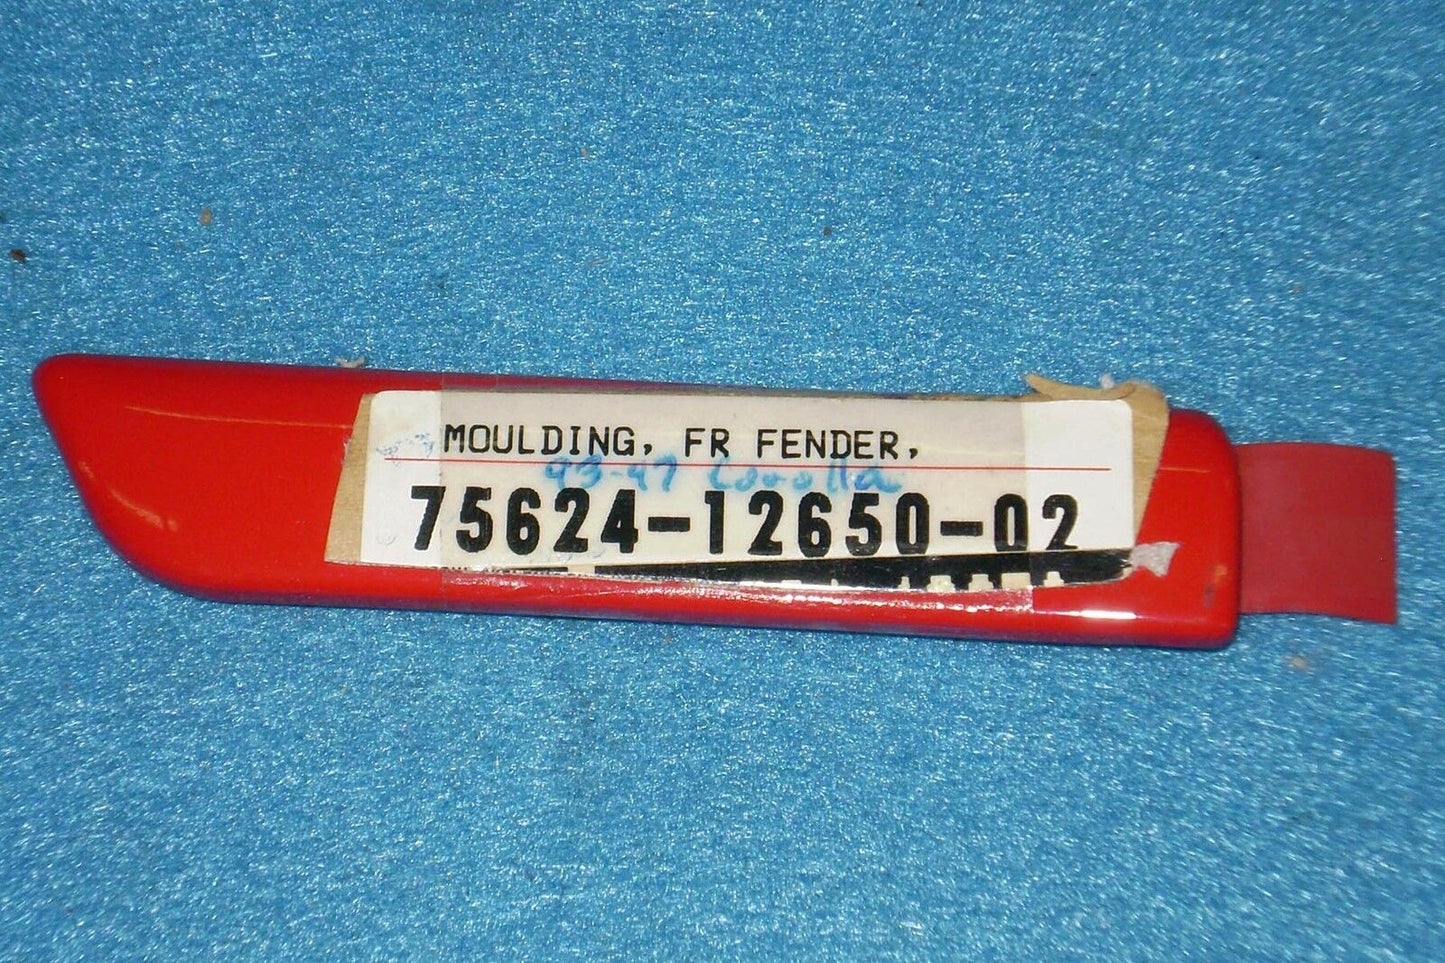 MOULDING, FR FENDER,
93-97 Corolla
75624-12650-02